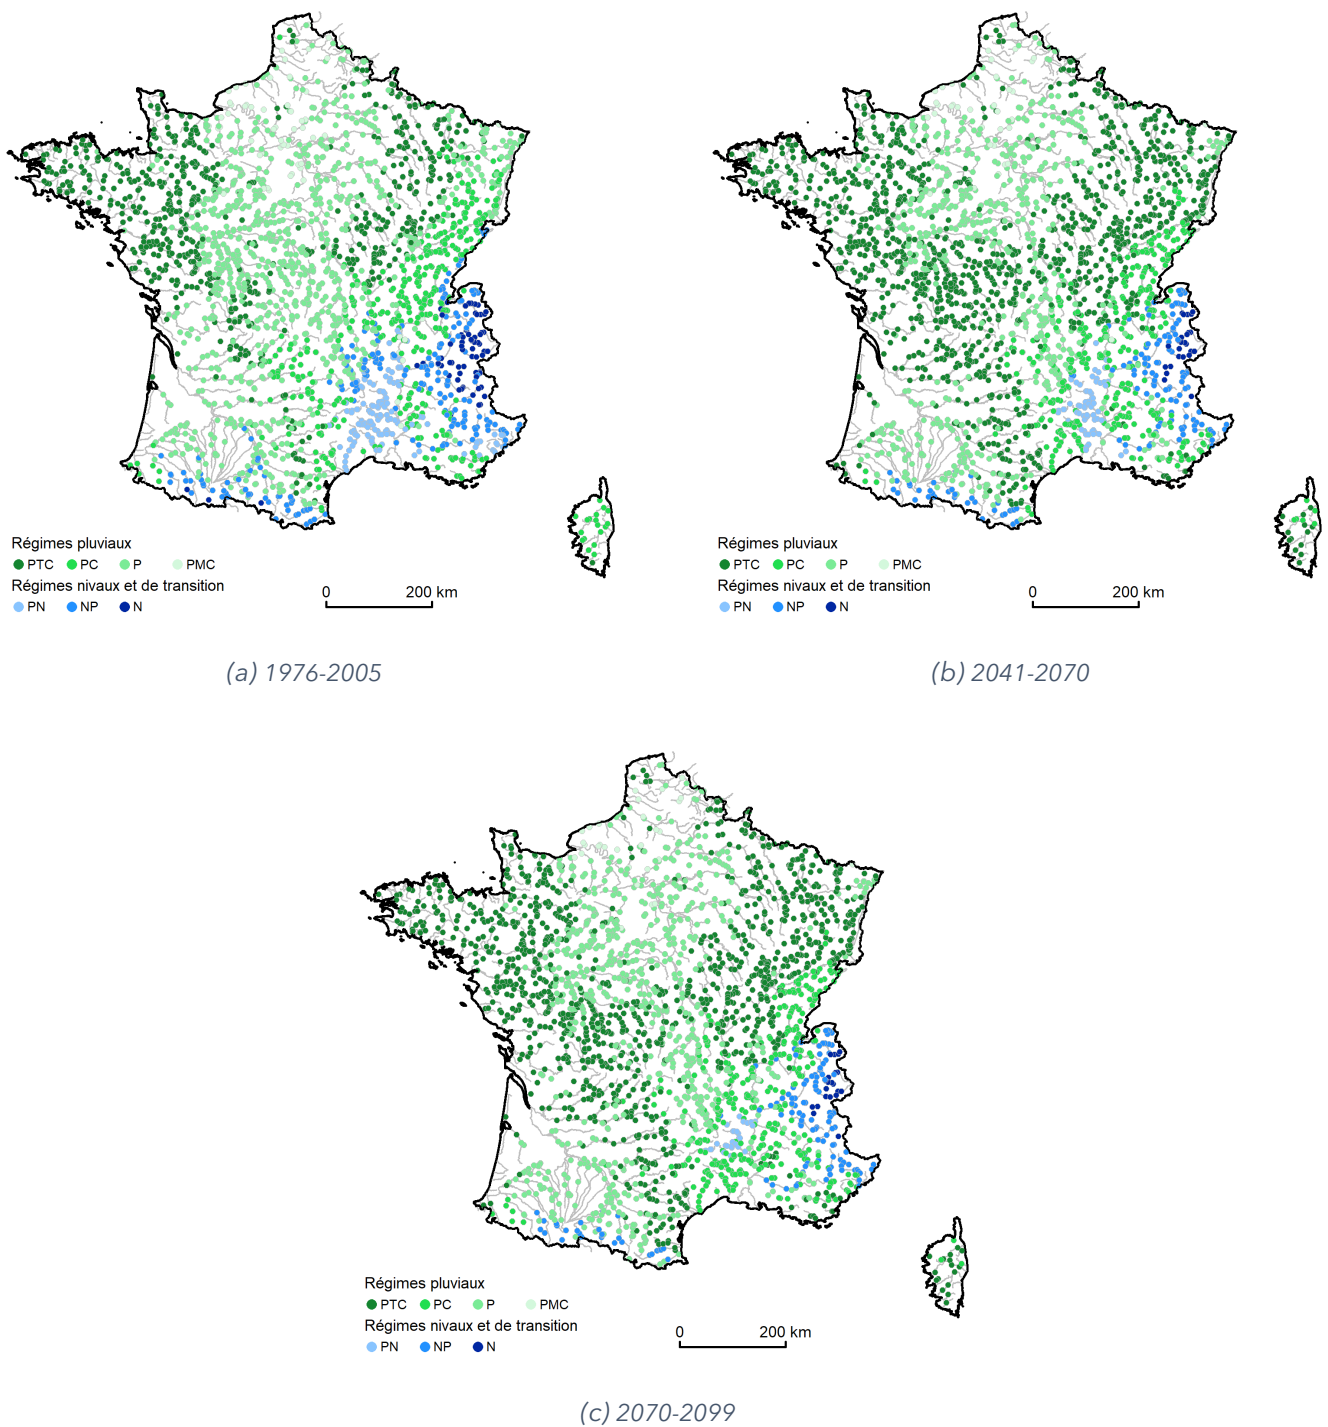 Régimes pluviaux
PTC PC P PMC
Régimes nivaux et de transition
PN NP N
0 200 km
(a) 1976-2005
Régimes pluviaux
PTC PC P PMC
Régimes nivaux et de transition
PN NP N
0 200 km
(b) 2041-2070
Régimes pluviaux
PTC PC P PMC
Régimes nivaux et de transition
PN NP N
0 200 km
(c) 2070-2099